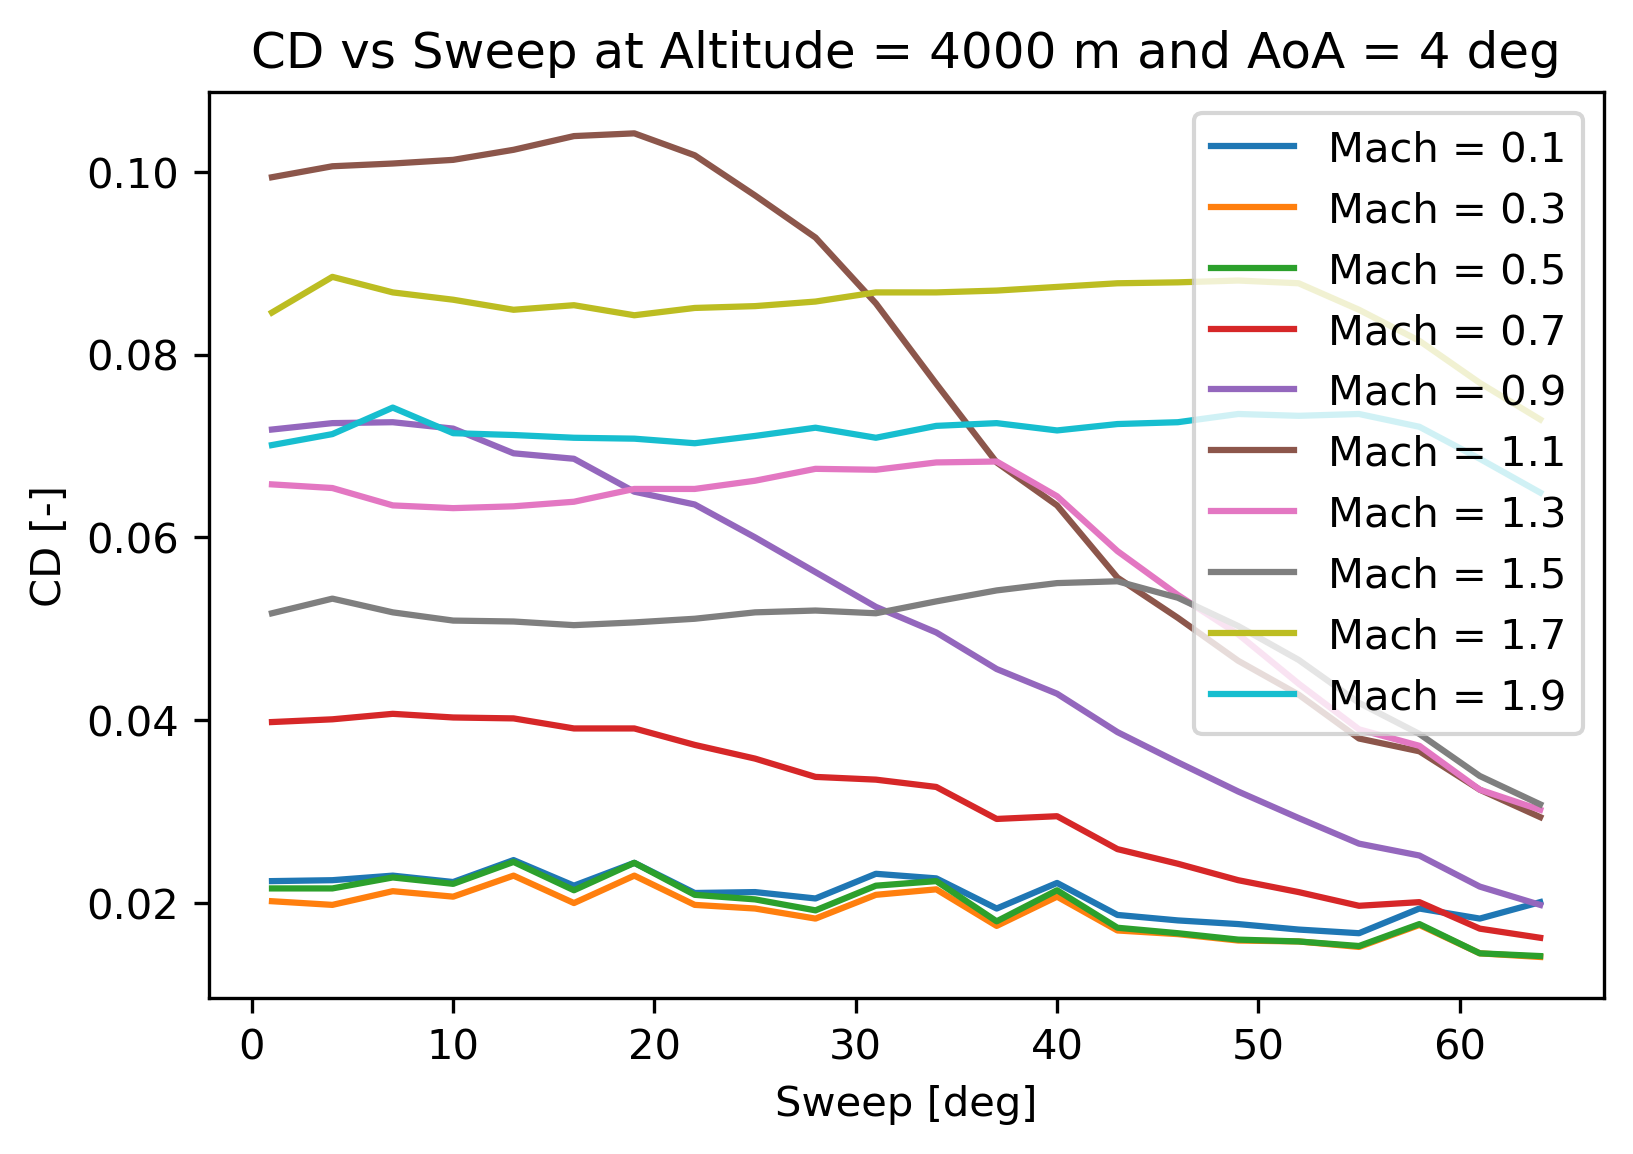 CD vs Sweep at Altitude = 4000 m and AoA = 4 deg
CD [-]
0.10
0.08
0.06
0.04
0.02
Mach = 0.1
Mach = 0.3
Mach = 0.5
Mach = 0.7
Mach = 0.9
Mach = 1.1
Mach = 1.3
Mach = 1.5
Mach = 1.7
Mach = 1.9
0 10 20 30 40 50 60
Sweep [deg]